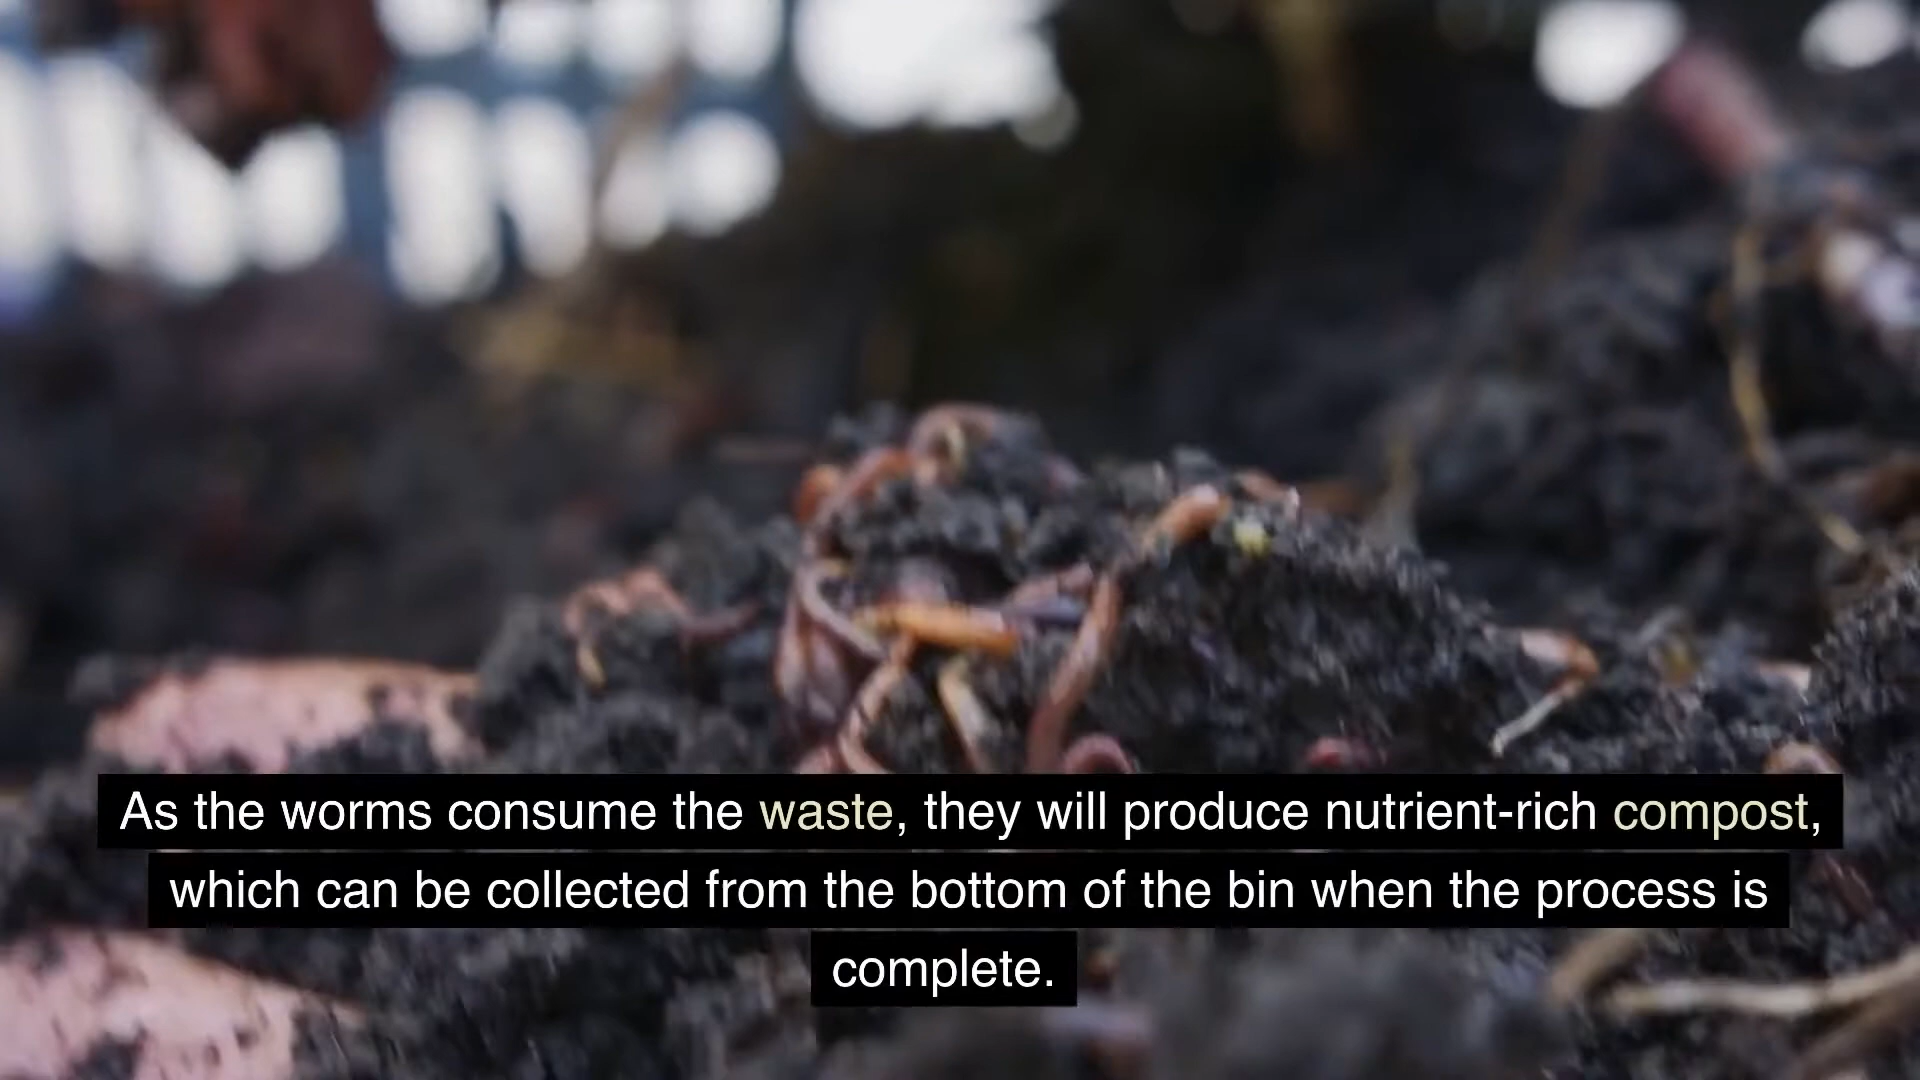 As the worms consume the waste, they will produce nutrient-rich compost,
which can be collected from the bottom of the bin when the process is
complete.